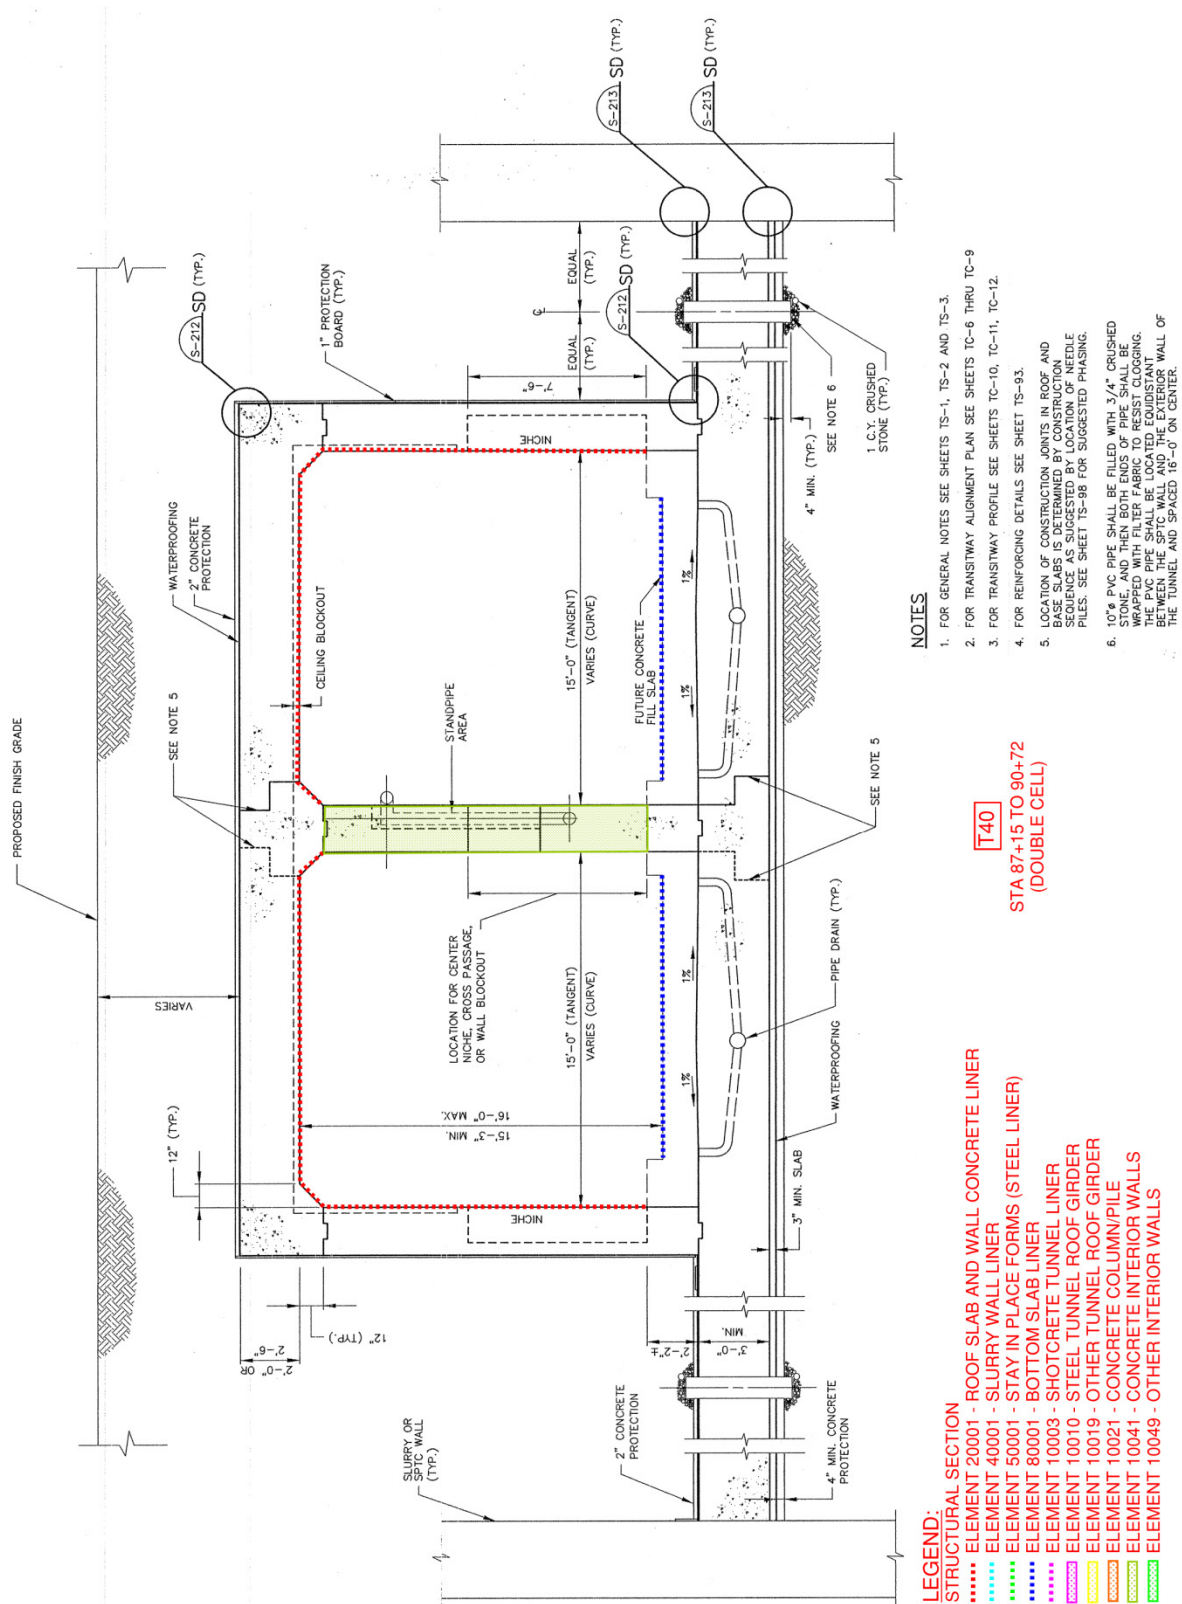 PROPOSED FINISH GRADE
VARIES
SEE NOTE 5
WATERPROOFING
2" CONCRETE
PROTECTION
S-212 SD (TYP.)
1" PROTECTION
BOARD (TYP.)
12" (TYP.)
2'-0" OR
2'-6"
12" (TYP.)
CEILING BLOCKOUT
STANDPIPE
AREA
LOCATION FOR CENTER
NICHE, CROSS PASSAGE,
OR WALL BLOCKOUT
15'-3" MIN.
16'-0" MAX.
15'-0" (TANGENT)
VARIES (CURVE)
15'-0" (TANGENT)
VARIES (CURVE)
NICHE
NICHE
7'-6"
FUTURE CONCRETE
FILL SLAB
EQUAL
(TYP.)
EQUAL
(TYP.)
℄
S-212 SD (TYP.)
S-213 SD (TYP.)
S-213 SD (TYP.)
SLURRY OR
SPTC WALL
(TYP.)
2" CONCRETE
PROTECTION
2'-2"±
3'-0"
MIN.
1%
1%
1%
1%
4" MIN. CONCRETE
PROTECTION
3" MIN. SLAB
WATERPROOFING
PIPE DRAIN (TYP.)
SEE NOTE 5
4" MIN. (TYP.)
SEE NOTE 6
1 C.Y. CRUSHED
STONE (TYP.)
NOTES
1. FOR GENERAL NOTES SEE SHEETS TS-1, TS-2 AND TS-3.
2. FOR TRANSITWAY ALIGNMENT PLAN SEE SHEETS TC-6 THRU TC-9
3. FOR TRANSITWAY PROFILE SEE SHEETS TC-10, TC-11, TC-12.
4. FOR REINFORCING DETAILS SEE SHEET TS-93.
5. LOCATION OF CONSTRUCTION JOINTS IN ROOF AND
BASE SLABS IS DETERMINED BY CONSTRUCTION
SEQUENCE AS SUGGESTED BY LOCATION OF NEEDLE
PILES. SEE SHEET TS-98 FOR SUGGESTED PHASING.
6. 10"ø PVC PIPE SHALL BE FILLED WITH 3/4" CRUSHED
STONE, AND THEN BOTH ENDS OF PIPE SHALL BE
WRAPPED WITH FILTER FABRIC TO RESIST CLOGGING.
THE PVC PIPE SHALL BE LOCATED EQUIDISTANT
BETWEEN THE SPTC WALL AND THE EXTERIOR WALL OF
THE TUNNEL AND SPACED 16'-0" ON CENTER.
T40
STA 87+15 TO 90+72
(DOUBLE CELL)
LEGEND:
STRUCTURAL SECTION
ELEMENT 20001 - ROOF SLAB AND WALL CONCRETE LINER
ELEMENT 40001 - SLURRY WALL LINER
ELEMENT 50001 - STAY IN PLACE FORMS (STEEL LINER)
ELEMENT 80001 - BOTTOM SLAB LINER
ELEMENT 10003 - SHOTCRETE TUNNEL LINER
ELEMENT 10010 - STEEL TUNNEL ROOF GIRDER
ELEMENT 10019 - OTHER TUNNEL ROOF GIRDER
ELEMENT 10021 - CONCRETE COLUMN/PILE
ELEMENT 10041 - CONCRETE INTERIOR WALLS
ELEMENT 10049 - OTHER INTERIOR WALLS